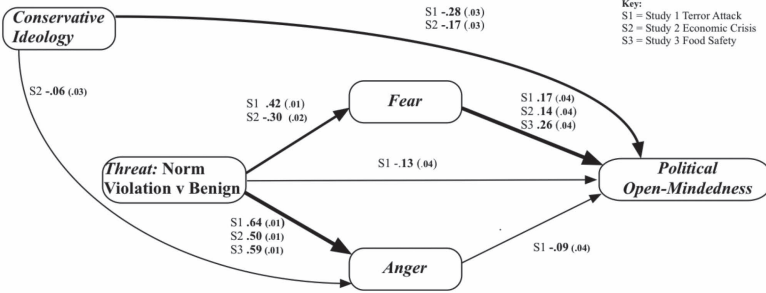 Key:
S1 = Study 1 Terror Attack
S2 = Study 2 Economic Crisis
S3 = Study 3 Food Safety
Conservative
Ideology
S1 -.28 (.03)
S2 -.17 (.03)
S2 -.06 (.03)
S1 .42 (.01)
S2 -.30 (.02)
Fear
S1 .17 (.04)
S2 .14 (.04)
S3 .26 (.04)
Threat: Norm
Violation v Benign
S1 -.13 (.04)
Political
Open-Mindedness
S1 .64 (.01)
S2 .50 (.01)
S3 .59 (.01)
Anger
S1 -.09 (.04)